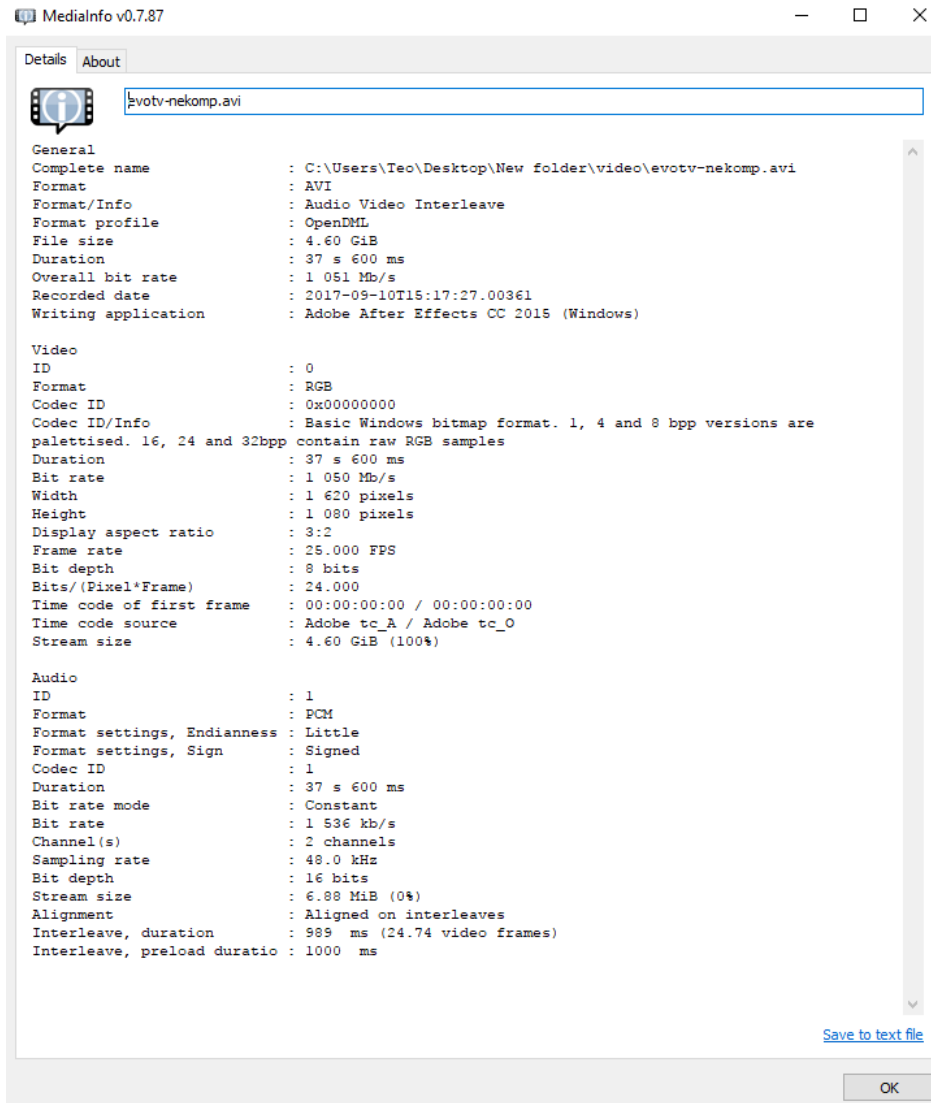 MediaInfo v0.7.87
Details About
evotv-nekomp.avi
General
Complete name : C:\Users\Teo\Desktop\New folder\video\evotv-nekomp.avi
Format : AVI
Format/Info : Audio Video Interleave
Format profile : OpenDML
File size : 4.60 GiB
Duration : 37 s 600 ms
Overall bit rate : 1 051 Mb/s
Recorded date : 2017-09-10T15:17:27.00361
Writing application : Adobe After Effects CC 2015 (Windows)
Video
ID : 0
Format : RGB
Codec ID : 0x00000000
Codec ID/Info : Basic Windows bitmap format. 1, 4 and 8 bpp versions are
palettised. 16, 24 and 32bpp contain raw RGB samples
Duration : 37 s 600 ms
Bit rate : 1 050 Mb/s
Width : 1 620 pixels
Height : 1 080 pixels
Display aspect ratio : 3:2
Frame rate : 25.000 FPS
Bit depth : 8 bits
Bits/(Pixel*Frame) : 24.000
Time code of first frame : 00:00:00:00 / 00:00:00:00
Time code source : Adobe tc_A / Adobe tc_O
Stream size : 4.60 GiB (100%)
Audio
ID : 1
Format : PCM
Format settings, Endianness : Little
Format settings, Sign : Signed
Codec ID : 1
Duration : 37 s 600 ms
Bit rate mode : Constant
Bit rate : 1 536 kb/s
Channel(s) : 2 channels
Sampling rate : 48.0 kHz
Bit depth : 16 bits
Stream size : 6.88 MiB (0%)
Alignment : Aligned on interleaves
Interleave, duration : 989 ms (24.74 video frames)
Interleave, preload duratio : 1000 ms
Save to text file
OK